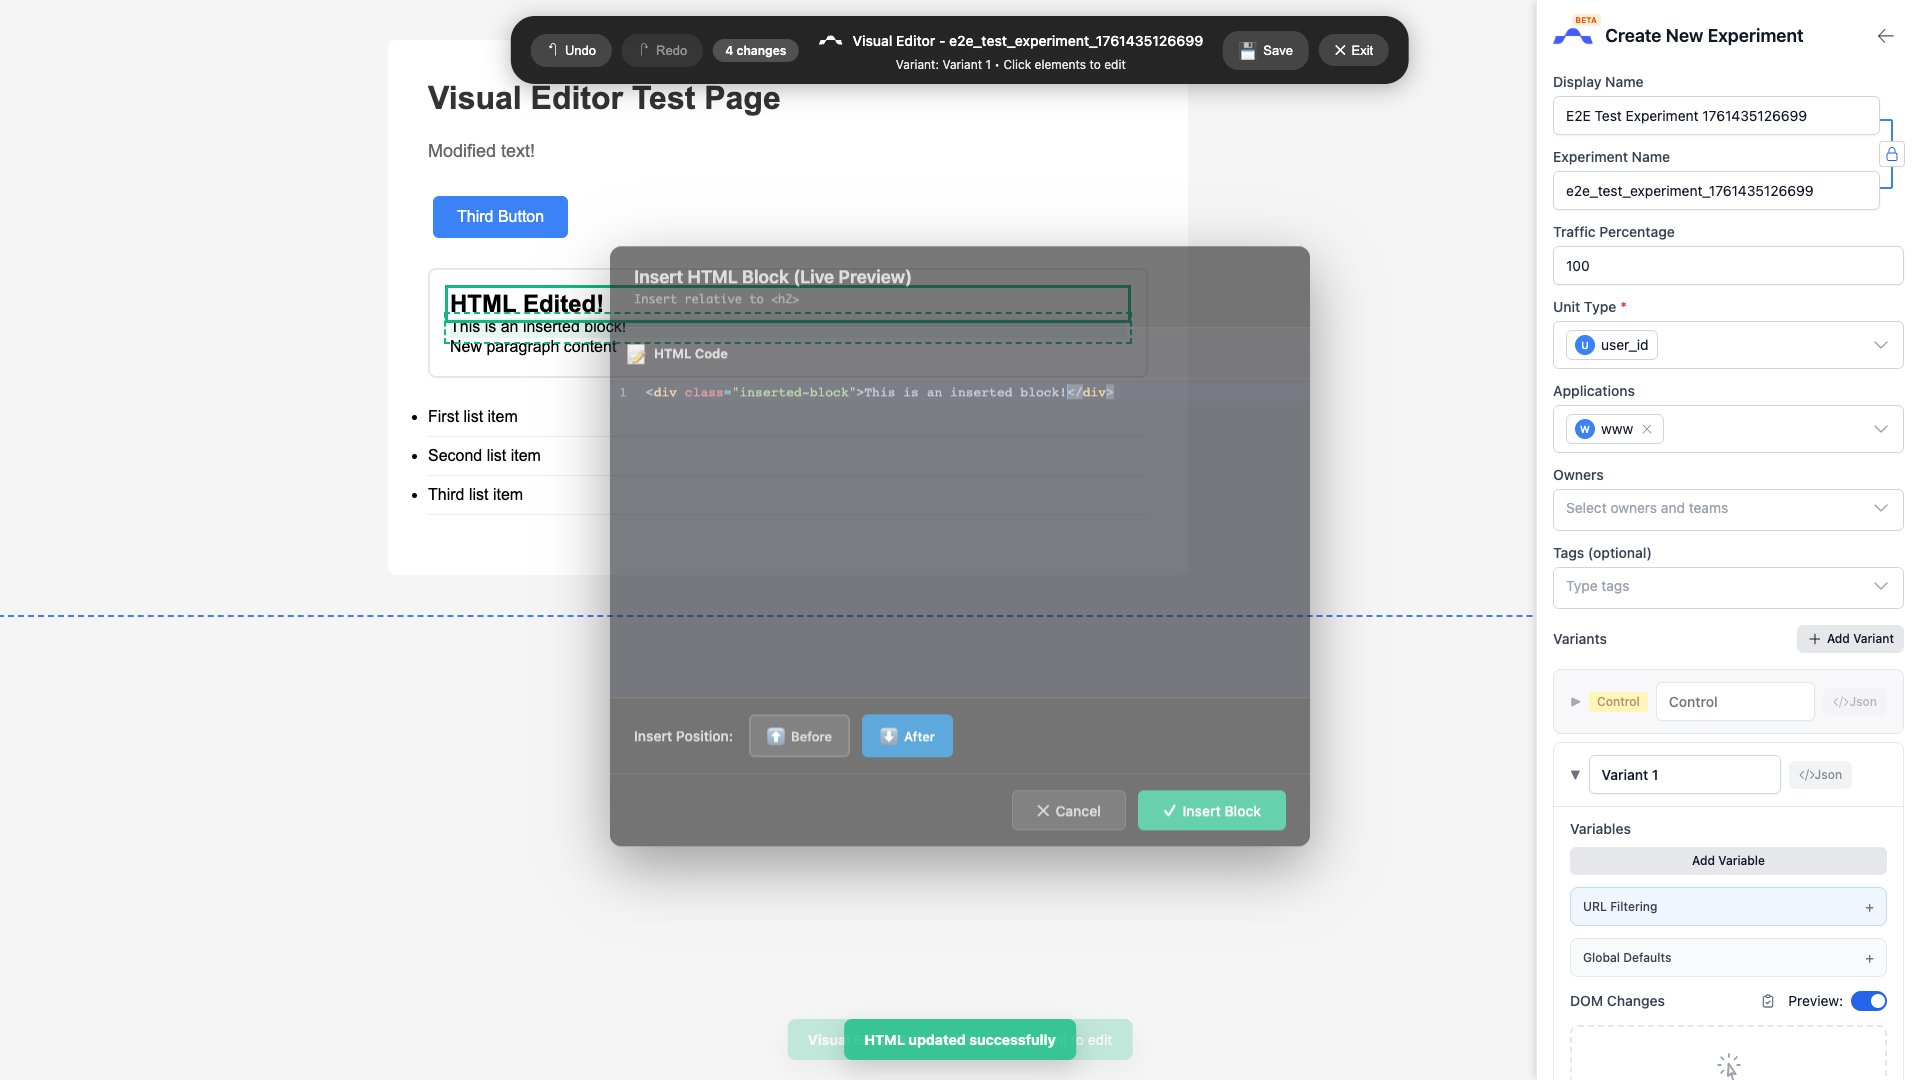 Undo
Redo
4 changes
Visual Editor - e2e_test_experiment_1761435126699
Variant: Variant 1 • Click elements to edit
Save
Exit
Visual Editor Test Page
Modified text!
Third Button
HTML Edited!
This is an inserted block!
New paragraph content
First list item
Second list item
Third list item
Insert HTML Block (Live Preview)
Insert relative to <h2>
HTML Code
1 <div class="inserted-block">This is an inserted block!</div>
Insert Position:
Before
After
Cancel
Insert Block
Visu
HTML updated successfully
to edit
BETA
Create New Experiment
Display Name
E2E Test Experiment 1761435126699
Experiment Name
e2e_test_experiment_1761435126699
Traffic Percentage
100
Unit Type *
U user_id
Applications
W www
Owners
Select owners and teams
Tags (optional)
Type tags
Variants
+ Add Variant
Control
Control
</>Json
Variant 1
</>Json
Variables
Add Variable
URL Filtering +
Global Defaults +
DOM Changes
Preview: